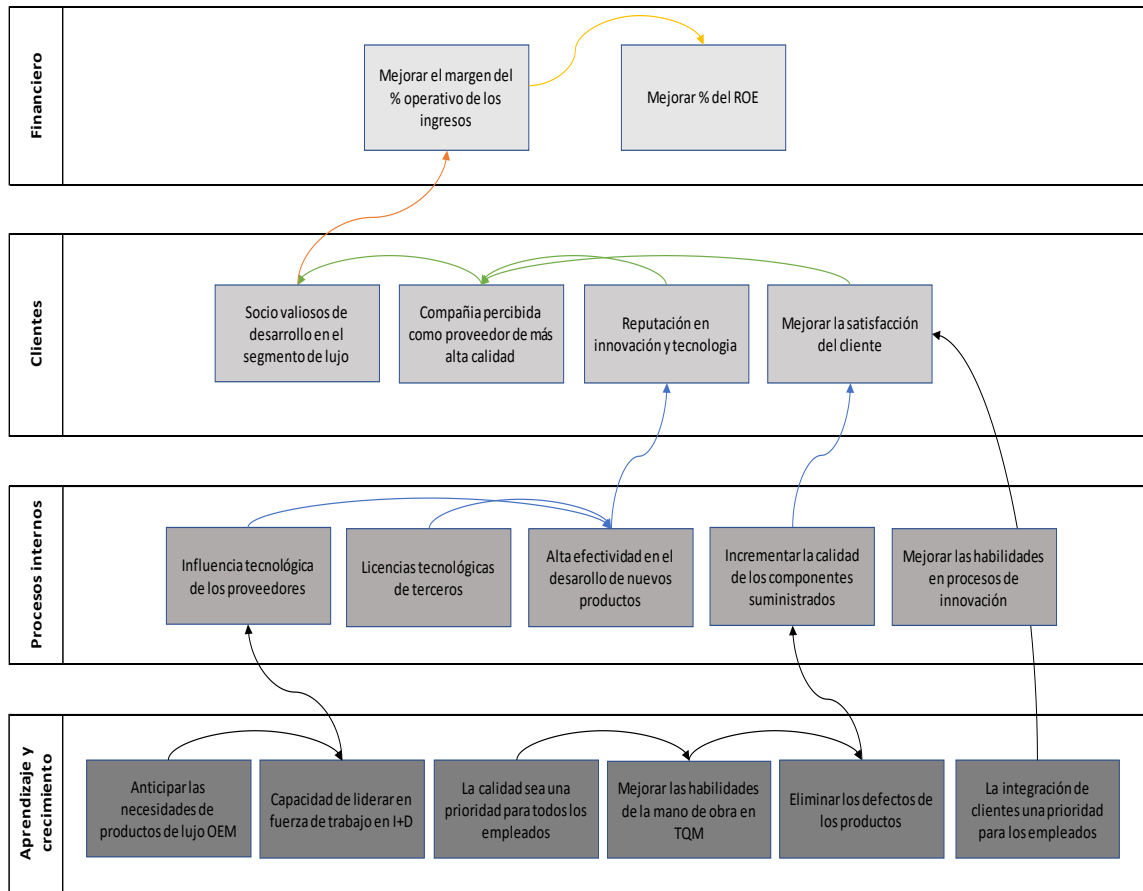 Financiero
Mejorar el margen del
% operativo de los
ingresos
Mejorar % del ROE
Clientes
Socio valiosos de
desarrollo en el
segmento de lujo
Compañia percibida
como proveedor de más
alta calidad
Reputación en
innovación y tecnologia
Mejorar la satisfacción
del cliente
Procesos internos
Influencia tecnológica
de los proveedores
Licencias tecnológicas
de terceros
Alta efectividad en el
desarollo de nuevos
productos
Incrementar la calidad
de los componentes
suministrados
Mejorar las habilidades
en procesos de
innovación
Aprendizaje y
crecimiento
Anticipar las
necesidades de
productos de lujo OEM
Capacidad de liderar en
fuerza de trabajo en I+D
La calidad sea una
prioridad para todos los
empleados
Mejorar las habilidades
de la mano de obra en
TQM
Eliminar los defectos de
los productos
La integración de
clientes una prioridad
para los empleados